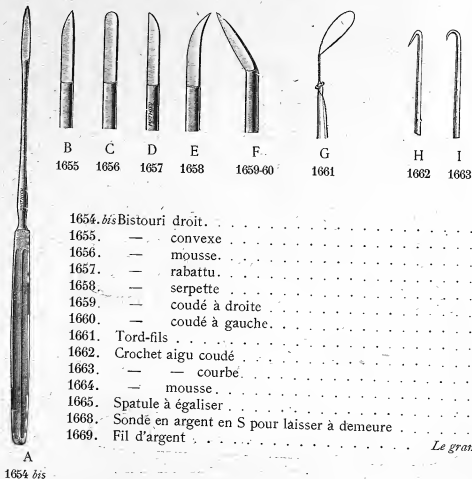 B C D E F G H I
1655 1656 1657 1658 1659-60 1661 1662 1663
1654. bis Bistouri droit. . . . . . . . . . . . . . . . . . . .
1655. — convexe . . . . . . . . . . . . . . . . . . . .
1656. — mousse. . . . . . . . . . . . . . . . . . . .
1657. — rabattu. . . . . . . . . . . . . . . . . . . .
1658. — serpette . . . . . . . . . . . . . . . . . . . .
1659 — coudé à droite . . . . . . . . . . . . . . . . . . . .
1660. — coudé à gauche. . . . . . . . . . . . . . . . . . . .
1661. Tord-fils . . . . . . . . . . . . . . . . . . . .
1662. Crochet aigu coudé . . . . . . . . . . . . . . . . . . . .
1663. — — courbe. . . . . . . . . . . . . . . . . . . .
1664. — mousse. . . . . . . . . . . . . . . . . . . .
1665. Spatule à égaliser . . . . . . . . . . . . . . . . . . . .
1668. Sonde en argent en S pour laisser à demeure . . . . . . . . . .
1669. Fil d'argent . . . . . . . . . . . . . . . . Le gran
A
1654 bis